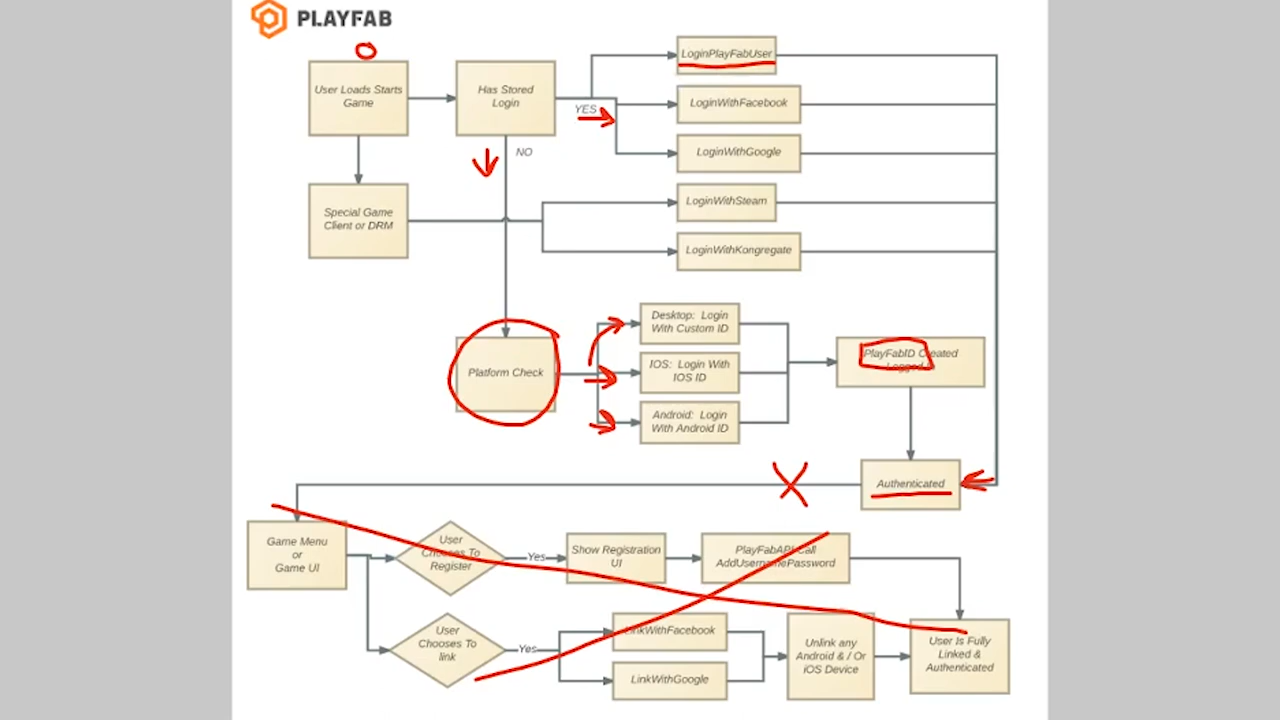 PLAYFAB
User Loads Starts
Game
Has Stored
Login
YES
NO
LoginPlayFabUser
LoginWithFacebook
LoginWithGoogle
Special Game
Client or DRM
LoginWithSteam
LoginWithKongregate
Platform Check
Desktop: Login
With Custom ID
IOS: Login With
IOS ID
Android: Login
With Android ID
PlayFabID Created
Logged
Authenticated
Game Menu
or
Game UI
User
Chooses To
Register
Yes
Show Registration
UI
PlayFabAPI Call
AddUsernamePassword
User
Chooses To
link
Yes
LinkWithFacebook
LinkWithGoogle
Unlink any
Android & / Or
iOS Device
User Is Fully
Linked &
Authenticated